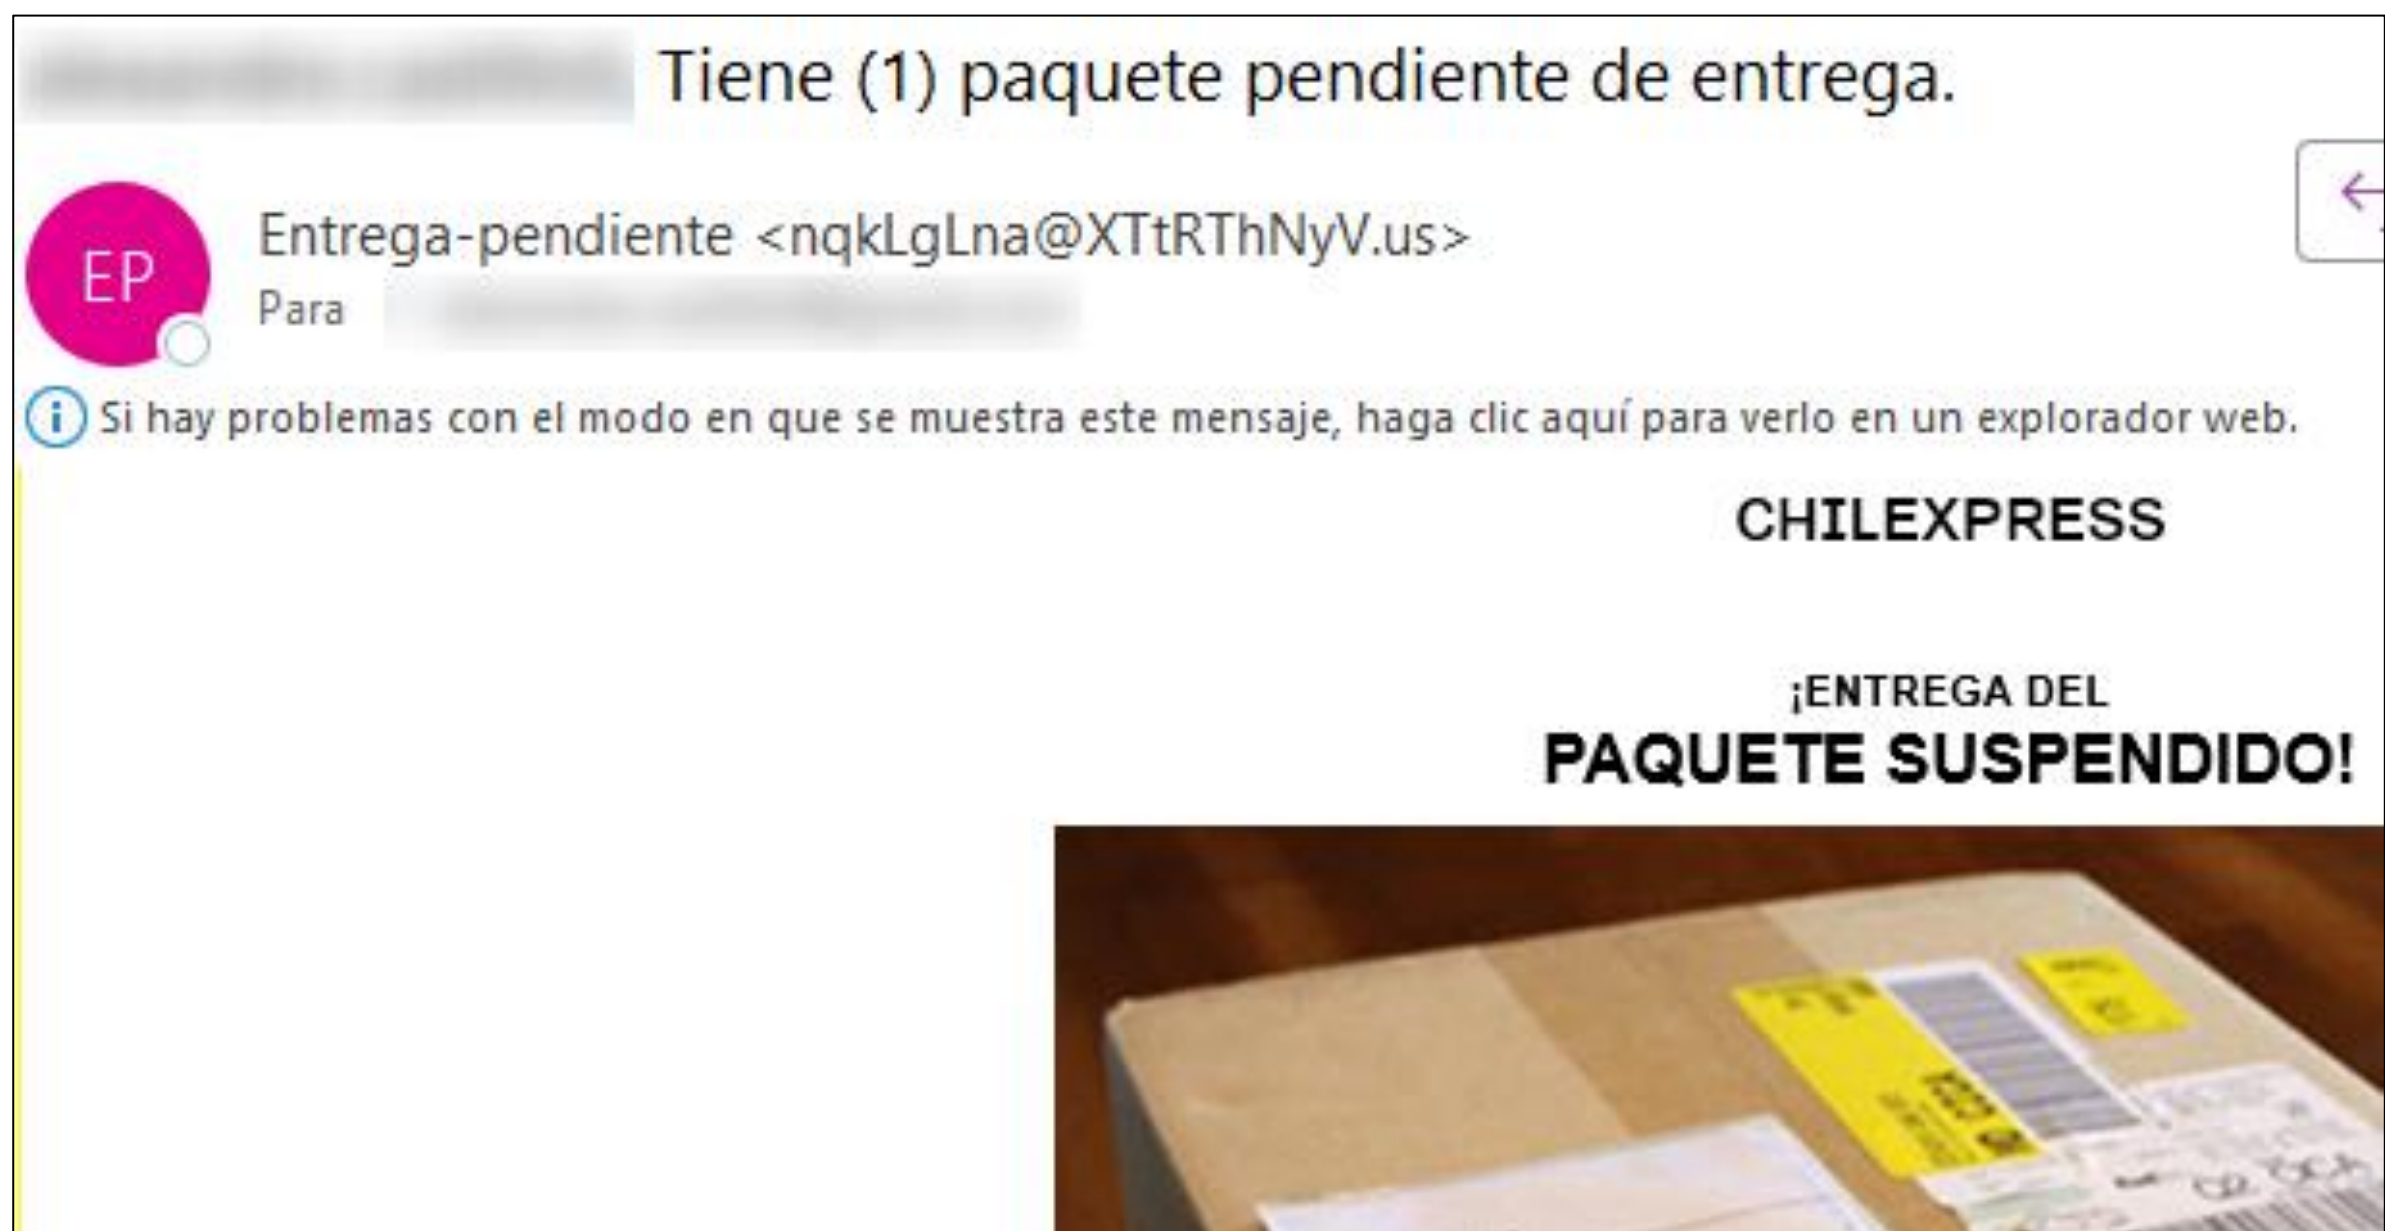 Tiene (1) paquete pendiente de entrega.
EP
Entrega-pendiente <nqkLgLna@XTtRThNyV.us>
Para
Si hay problemas con el modo en que se muestra este mensaje, haga clic aquí para verlo en un explorador web.
CHILEXPRESS
¡ENTREGA DEL
PAQUETE SUSPENDIDO!